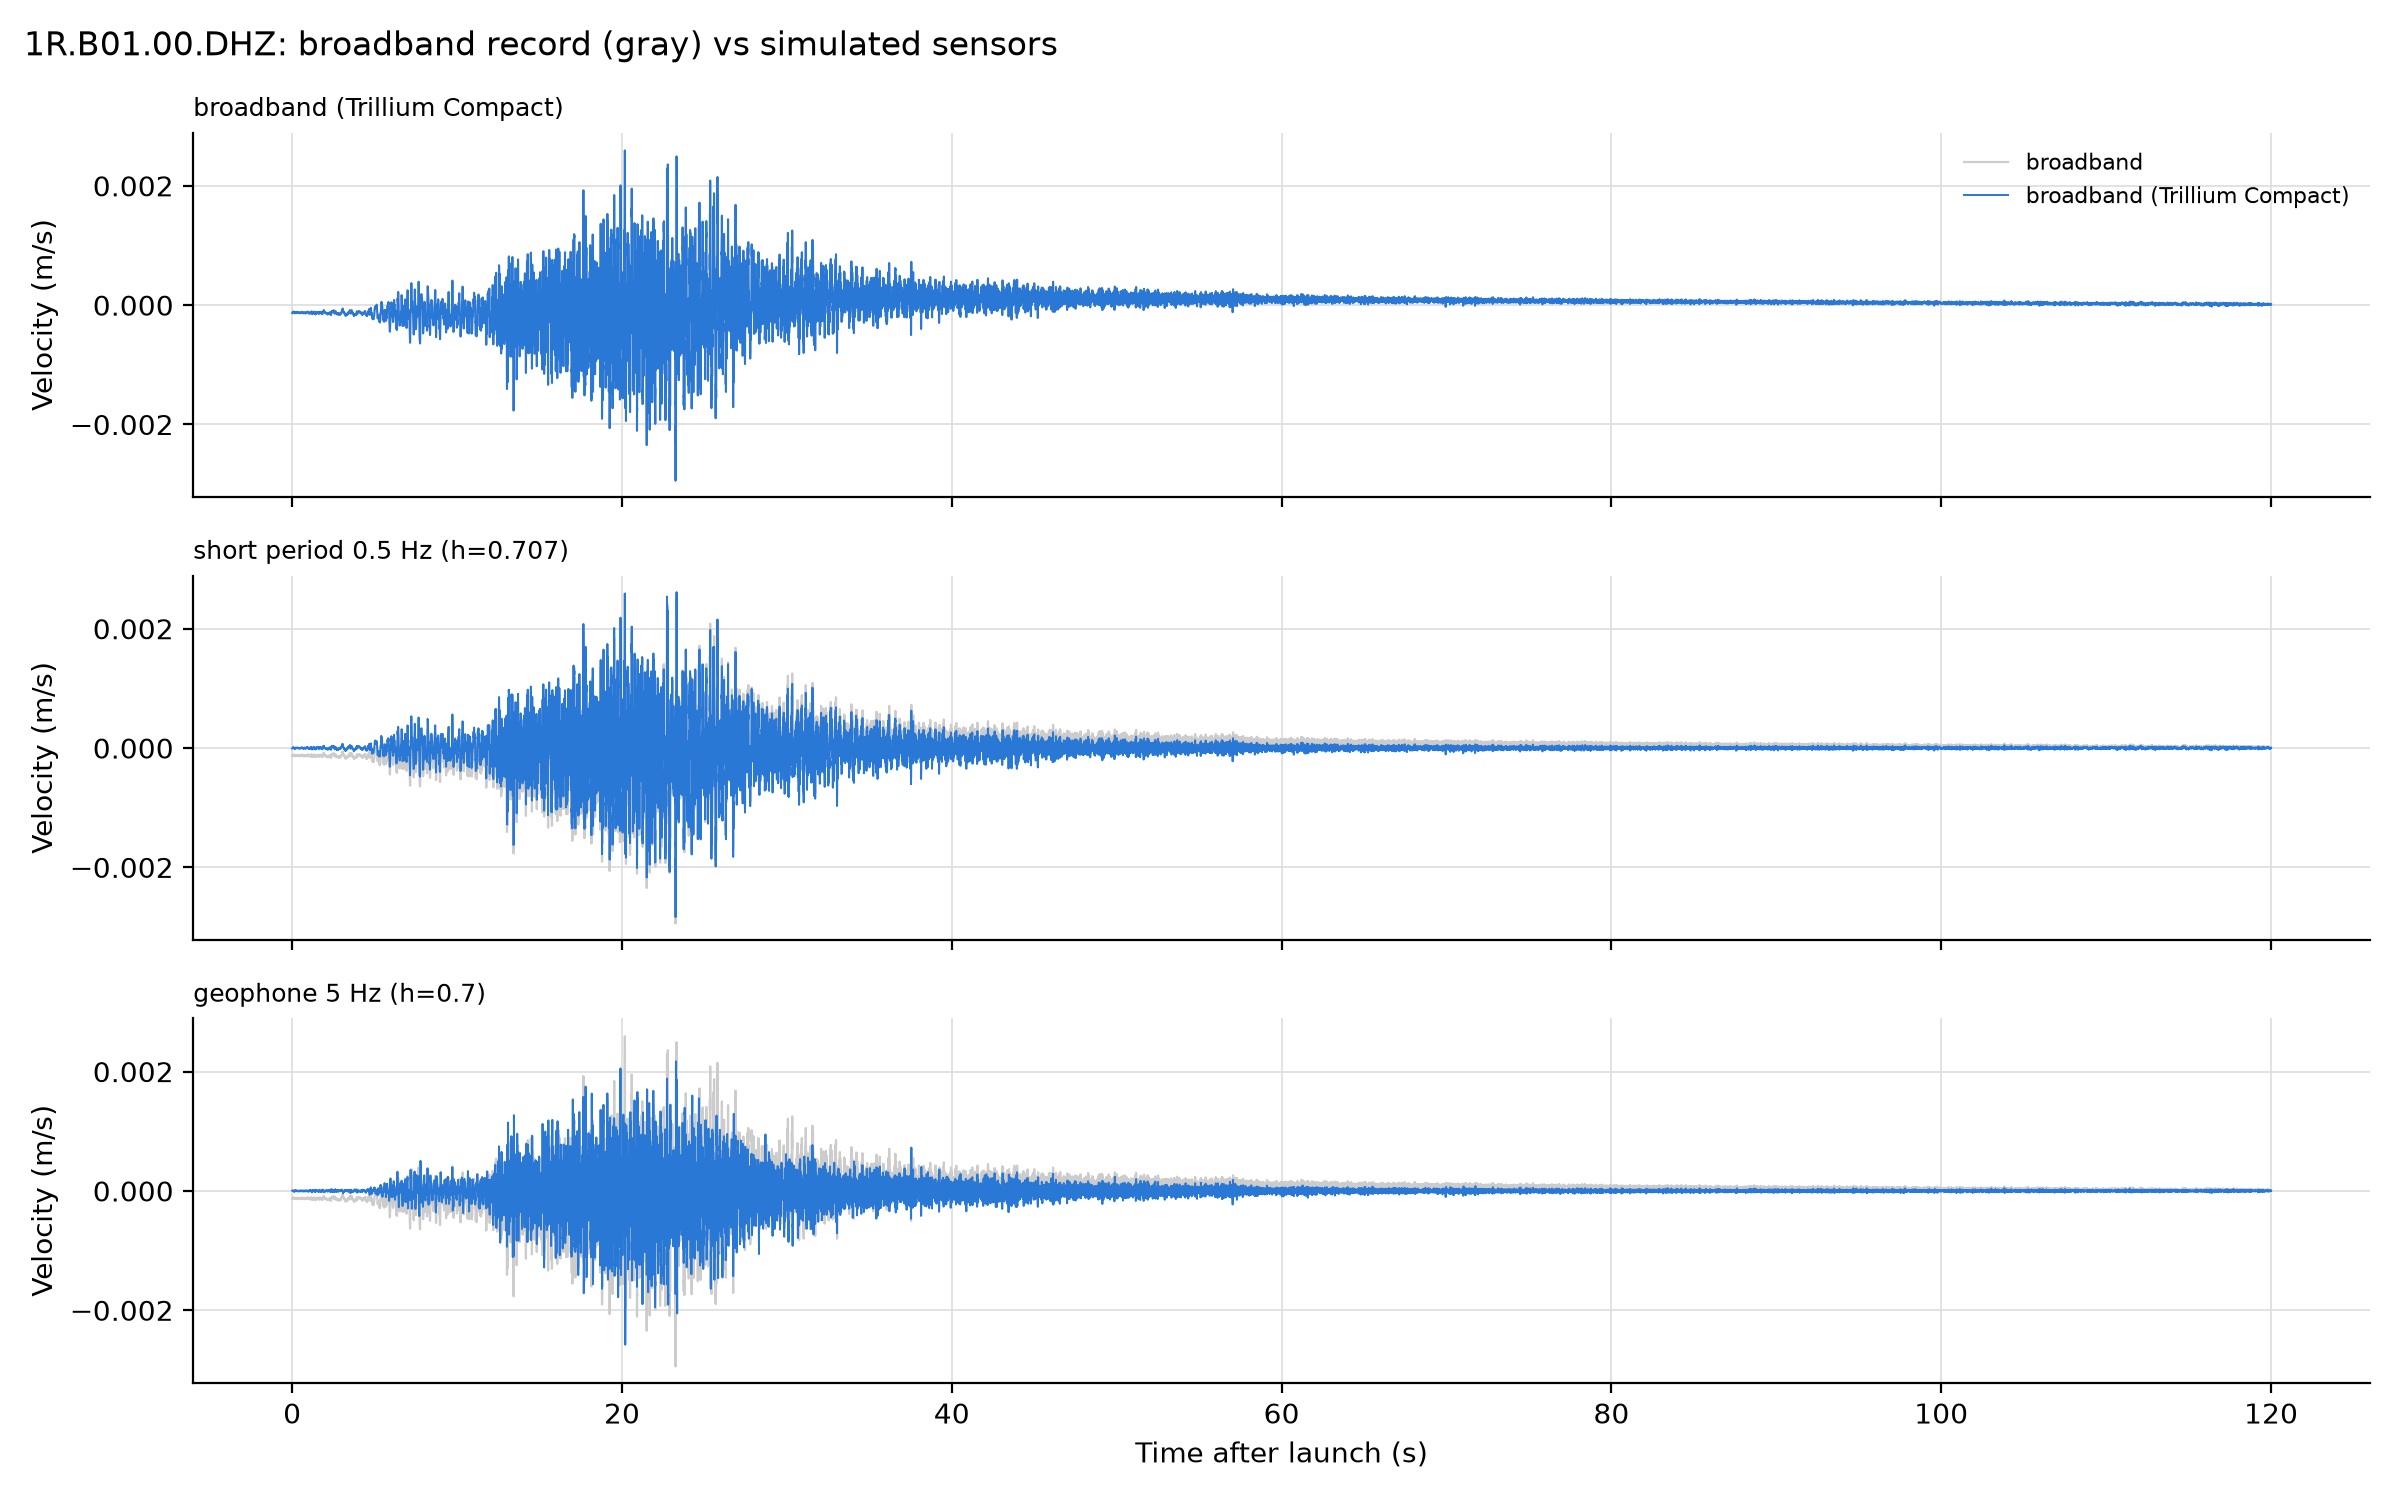 1R.B01.00.DHZ: broadband record (gray) vs simulated sensors
broadband (Trillium Compact)
broadband
broadband (Trillium Compact)
0.002
0.000
−0.002
Velocity (m/s)
short period 0.5 Hz (h=0.707)
0.002
0.000
−0.002
Velocity (m/s)
geophone 5 Hz (h=0.7)
0.002
0.000
−0.002
Velocity (m/s)
0 20 40 60 80 100 120
Time after launch (s)